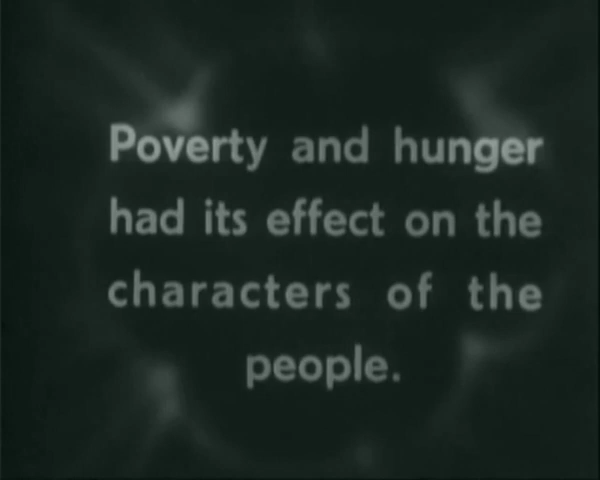 Poverty and hunger
had its effect on the
characters of the
people.